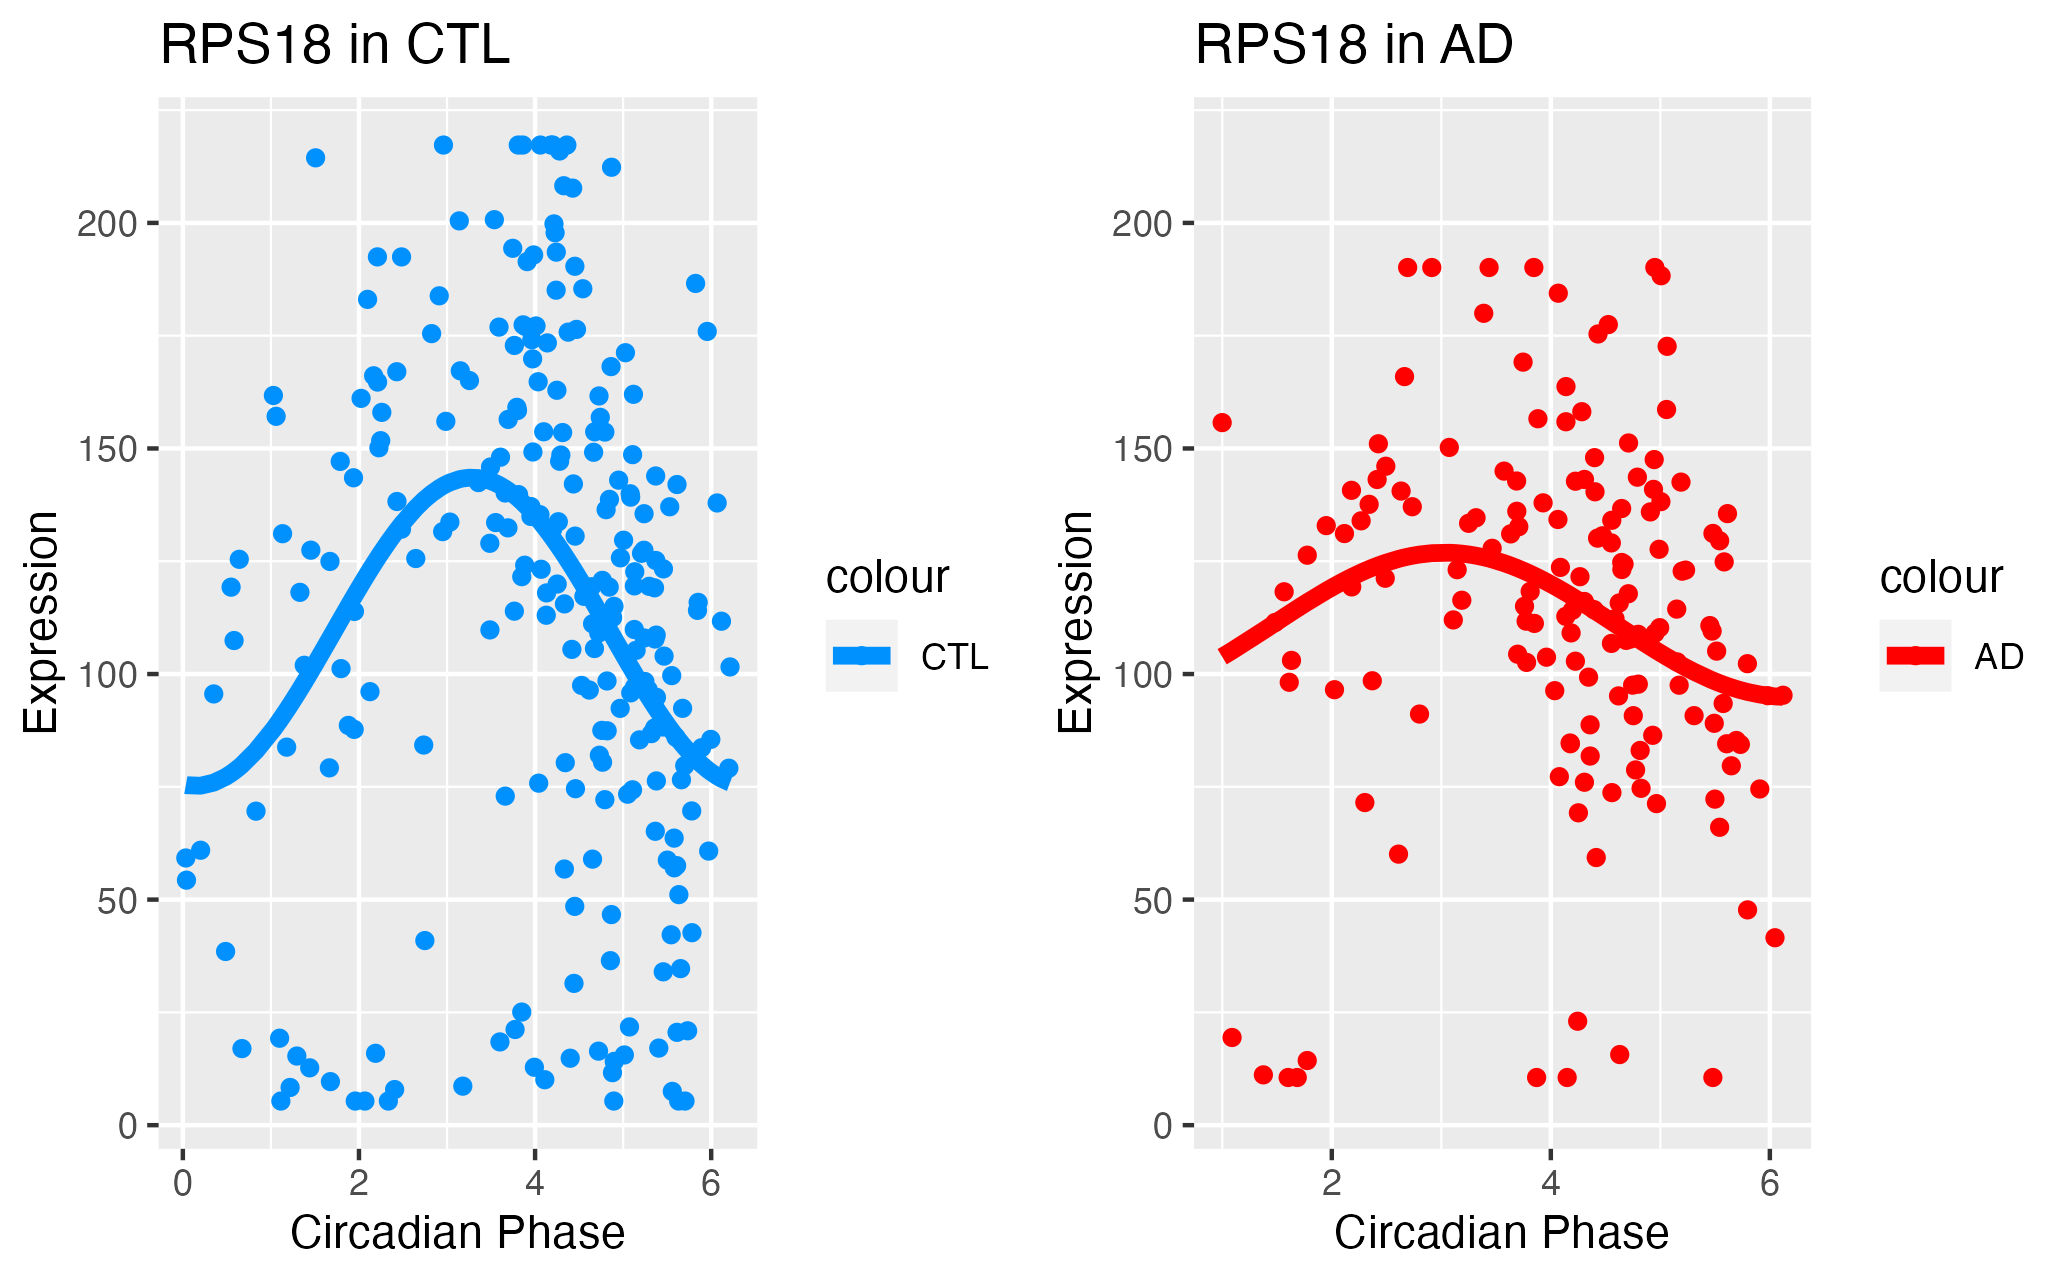 RPS18 in CTL
Expression
200
150
100
50
0
0 2 4 6
Circadian Phase
colour
CTL
RPS18 in AD
Expression
200
150
100
50
0
2 4 6
Circadian Phase
colour
AD